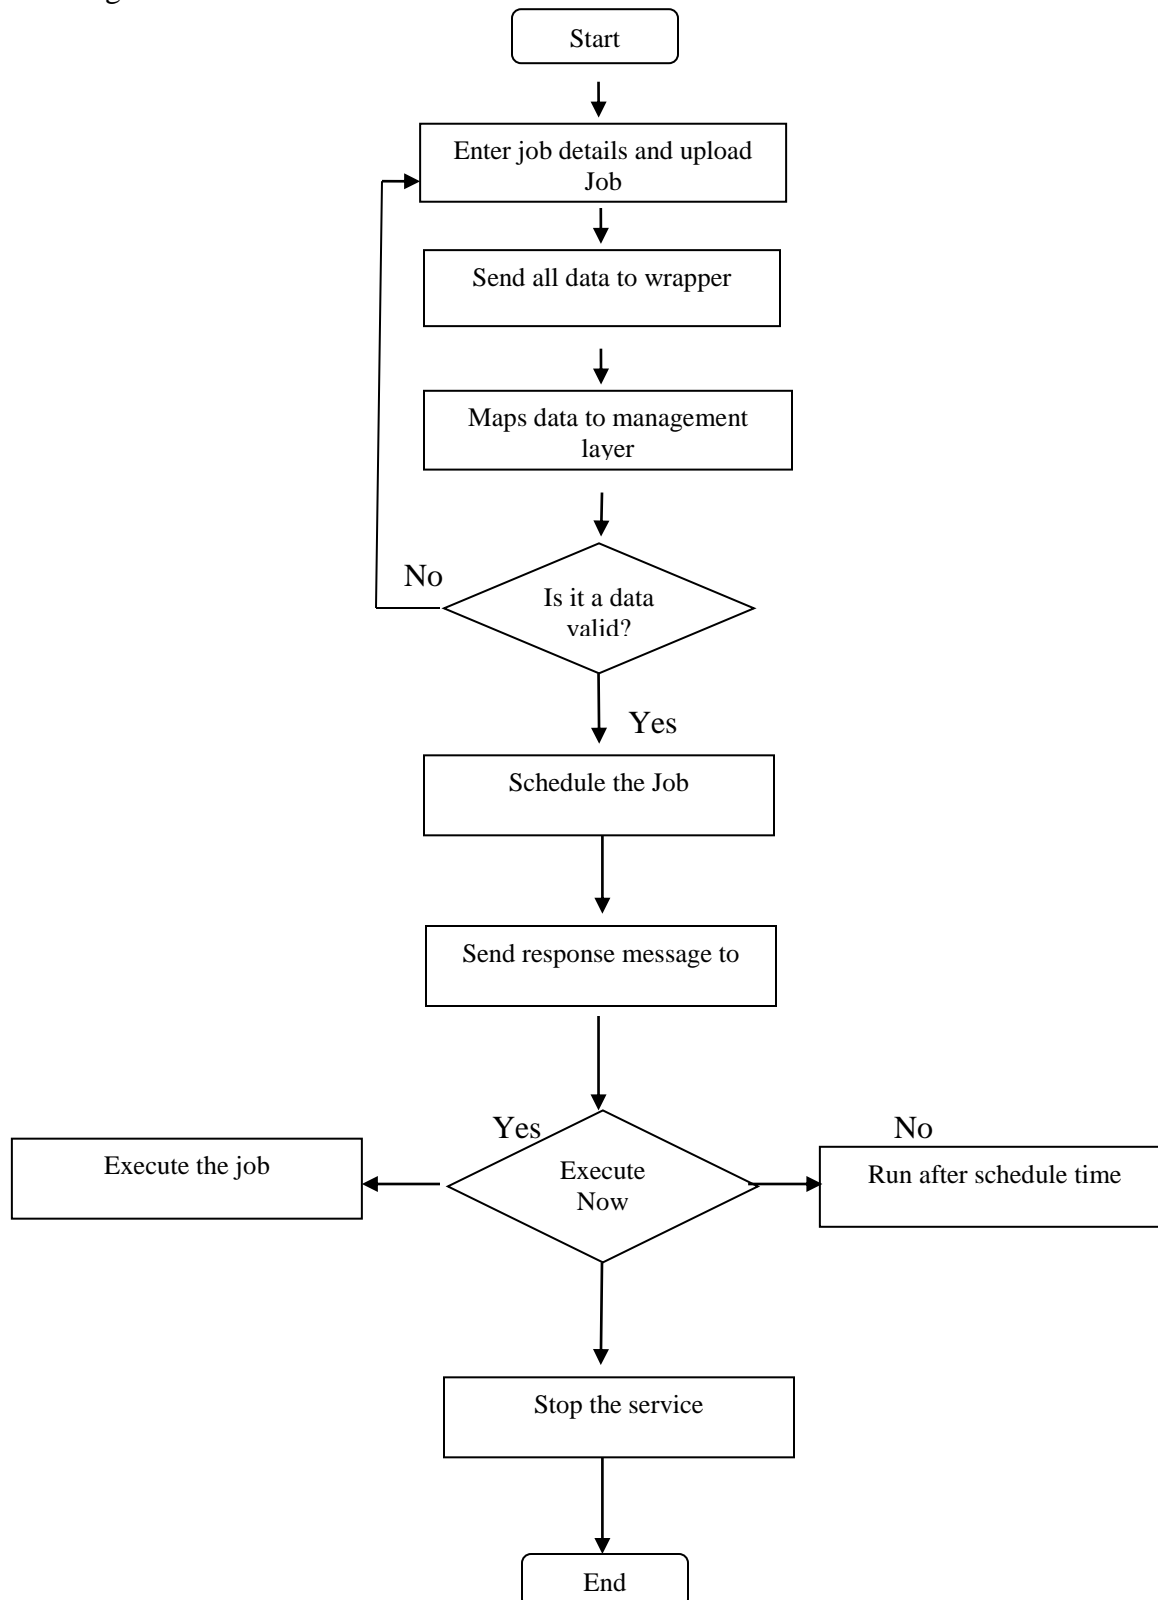 Start
Enter job details and upload
Job
Send all data to wrapper
Maps data to management
layer
No
Is it a data
valid?
Yes
Schedule the Job
Send response message to
Yes
No
Execute the job
Execute
Now
Run after schedule time
Stop the service
End